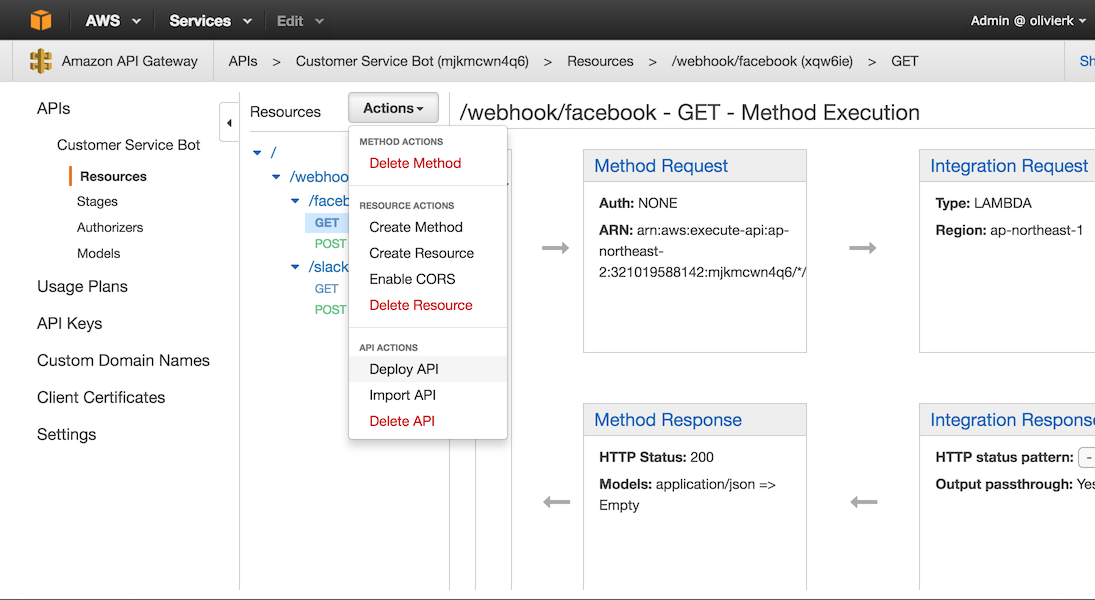 AWS Services Edit Admin @ olivierk
Amazon API Gateway APIs > Customer Service Bot (mjkmcwn4q6) > Resources > /webhook/facebook (xqw6ie) > GET Sh
APIs
Customer Service Bot
Resources
Stages
Authorizers
Models
Usage Plans
API Keys
Custom Domain Names
Client Certificates
Settings
Resources
Actions
/
/webhoo
/faceb
GET
POST
/slack
GET
POST
METHOD ACTIONS
Delete Method
RESOURCE ACTIONS
Create Method
Create Resource
Enable CORS
Delete Resource
API ACTIONS
Deploy API
Import API
Delete API
/webhook/facebook - GET - Method Execution
Method Request
Auth: NONE
ARN: arn:aws:execute-api:ap-
northeast-
2:321019588142:mjkmcwn4q6/*/
Integration Request
Type: LAMBDA
Region: ap-northeast-1
Method Response
HTTP Status: 200
Models: application/json =>
Empty
Integration Response
HTTP status pattern: -
Output passthrough: Yes